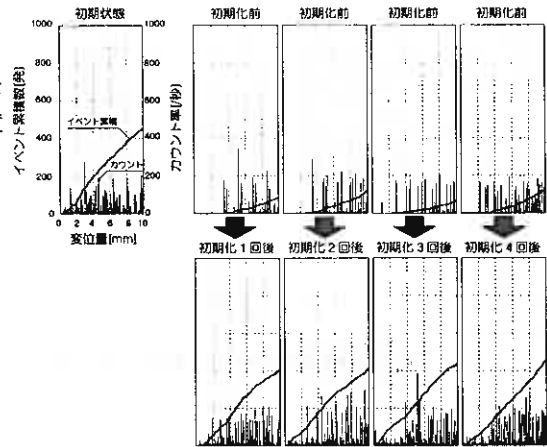 初期状態
初期化前
初期化前
初期化前
初期化前
1000
800
600
400
200
0
1000
800
600
400
200
0
イベント累積数[発]
カウント率[/秒]
イベント累積
カウント
0 2 4 6 8 10
変位量[mm]
初期化1回後
初期化2回後
初期化3回後
初期化4回後